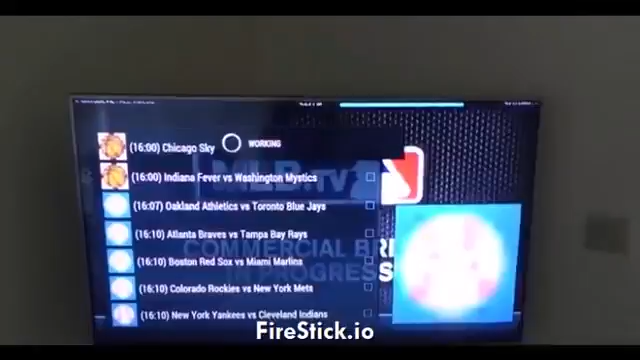 (16:00) Chicago Sky
WORKING
(16:00) Indiana Fever vs Washington Mystics
MLB.TV
(16:07) Oakland Athletics vs Toronto Blue Jays
(16:10) Atlanta Braves vs Tampa Bay Rays
COMMERCIAL BR
(16:10) Boston Red Sox vs Miami Marlins
(16:10) Colorado Rockies vs New York Mets
(16:10) New York Yankees vs Cleveland Indians
FireStick.io